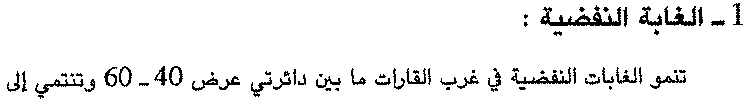 1 ـ الغابة النفضية :
تنمو الغابات النفضية في غرب القارات ما بين دائرتي عرض 40 ـ 60 وتنتمي إلى